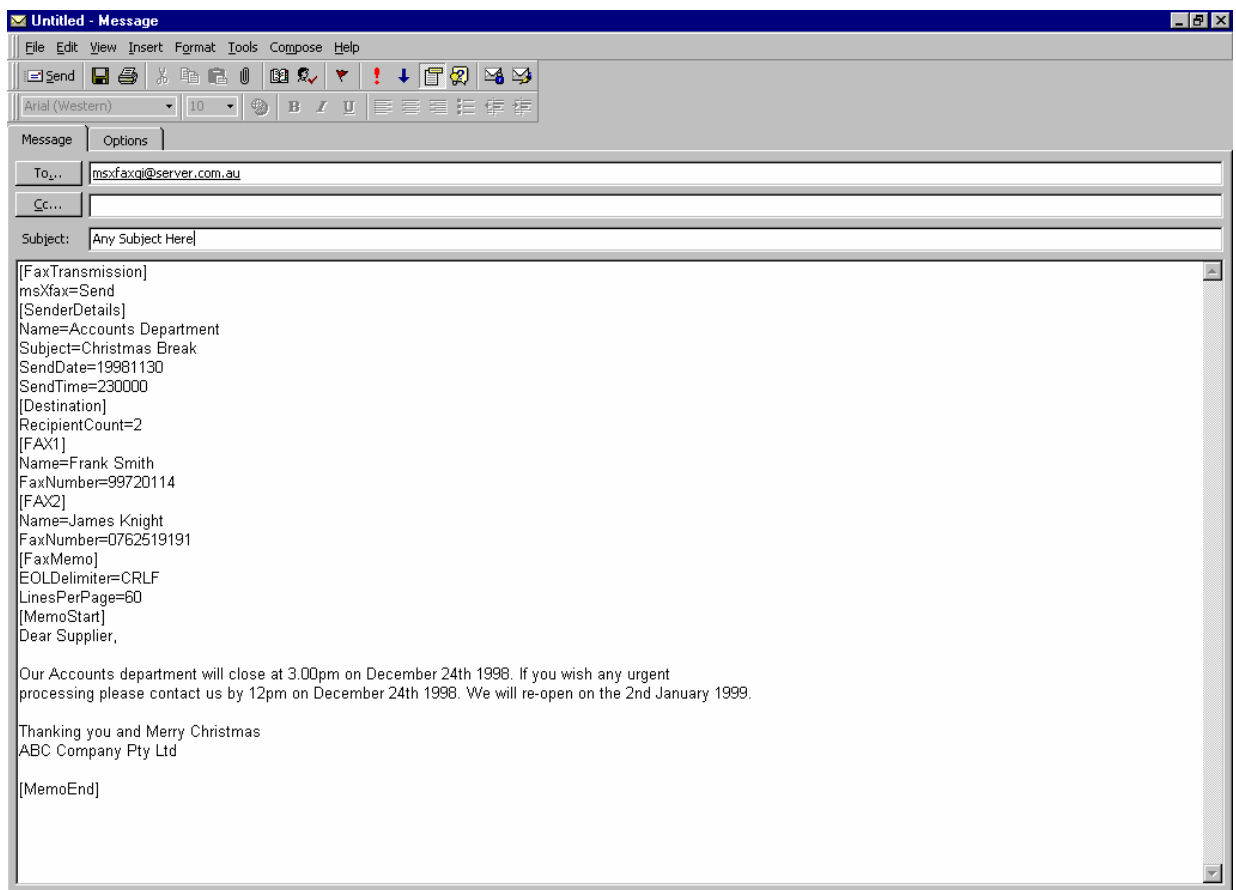 Untitled - Message
File Edit View Insert Format Tools Compose Help
Send
Arial (Western) 10 B I U
Message Options
To... msxfaxqi@server.com.au
Cc...
Subject: Any Subject Here
[FaxTransmission]
msXfax=Send
[SenderDetails]
Name=Accounts Department
Subject=Christmas Break
SendDate=19981130
SendTime=230000
[Destination]
RecipientCount=2
[FAX1]
Name=Frank Smith
FaxNumber=99720114
[FAX2]
Name=James Knight
FaxNumber=0762519191
[FaxMemo]
EOLDelimiter=CRLF
LinesPerPage=60
[MemoStart]
Dear Supplier,
Our Accounts department will close at 3.00pm on December 24th 1998. If you wish any urgent
processing please contact us by 12pm on December 24th 1998. We will re-open on the 2nd January 1999.
Thanking you and Merry Christmas
ABC Company Pty Ltd
[MemoEnd]